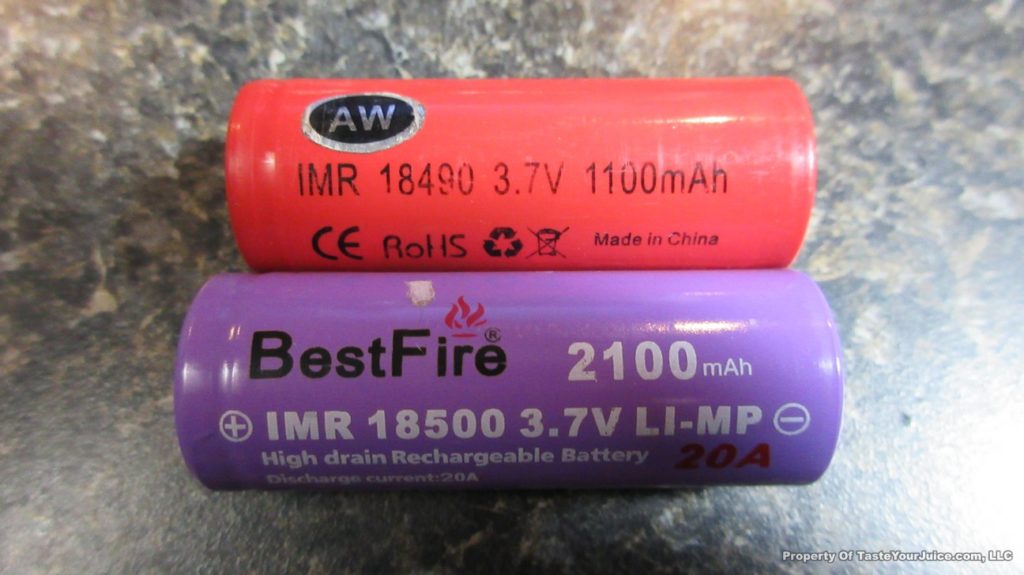 AW
IMR 18490 3.7V 1100mAh
CE RoHS Made in China
BestFire® 2100mAh
IMR 18500 3.7V LI-MP
High drain Rechargeable Battery 20A
Discharge current:20A
Property Of TasteYourJuice.com, LLC